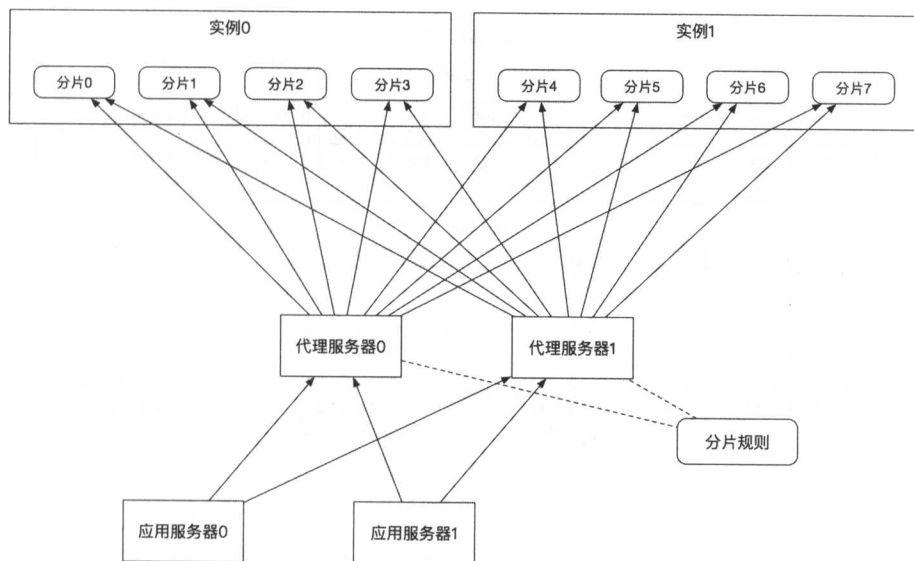 实例0
实例1
分片0
分片1
分片2
分片3
分片4
分片5
分片6
分片7
代理服务器0
代理服务器1
分片规则
应用服务器0
应用服务器1